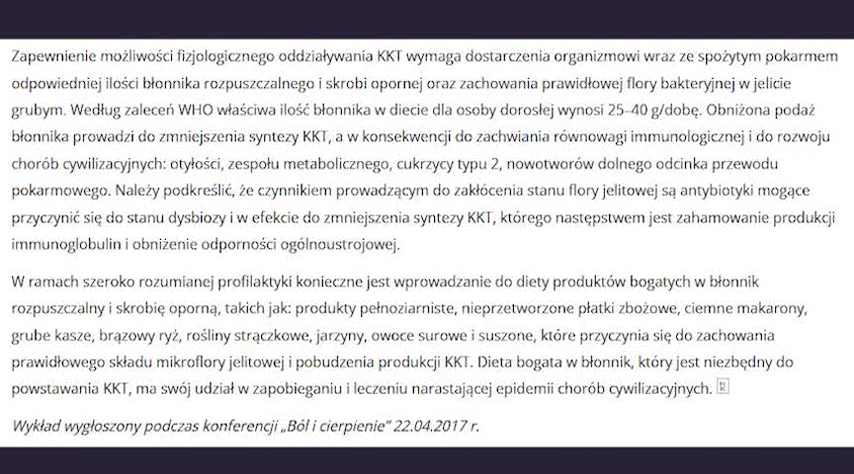 Zapewnienie możliwości fizjologicznego oddziaływania KKT wymaga dostarczenia organizmowi wraz ze spożytym pokarmem
odpowiedniej ilości błonnika rozpuszczalnego i skrobi opornej oraz zachowania prawidłowej flory bakteryjnej w jelicie
grubym. Według zaleceń WHO właściwa ilość błonnika w diecie dla osoby dorosłej wynosi 25–40 g/dobę. Obniżona podaż
błonnika prowadzi do zmniejszenia syntezy KKT, a w konsekwencji do zachwiania równowagi immunologicznej i do rozwoju
chorób cywilizacyjnych: otyłości, zespołu metabolicznego, cukrzycy typu 2, nowotworów dolnego odcinka przewodu
pokarmowego. Należy podkreślić, że czynnikiem prowadzącym do zakłócenia stanu flory jelitowej są antybiotyki mogące
przyczynić się do stanu dysbiozy i w efekcie do zmniejszenia syntezy KKT, którego następstwem jest zahamowanie produkcji
immunoglobulin i obniżenie odporności ogólnoustrojowej.
W ramach szeroko rozumianej profilaktyki konieczne jest wprowadzanie do diety produktów bogatych w błonnik
rozpuszczalny i skrobię oporną, takich jak: produkty pełnoziarniste, nieprzetworzone płatki zbożowe, ciemne makarony,
grube kasze, brązowy ryż, rośliny strączkowe, jarzyny, owoce surowe i suszone, które przyczynia się do zachowania
prawidłowego składu mikroflory jelitowej i pobudzenia produkcji KKT. Dieta bogata w błonnik, który jest niezbędny do
powstawania KKT, ma swój udział w zapobieganiu i leczeniu narastającej epidemii chorób cywilizacyjnych.
Wykład wygłoszony podczas konferencji „Ból i cierpienie” 22.04.2017 r.